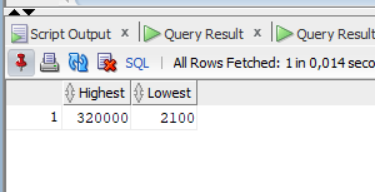 Script Output x Query Result x Query Result
SQL | All Rows Fetched: 1 in 0,014 seco
Highest Lowest
1 320000 2100